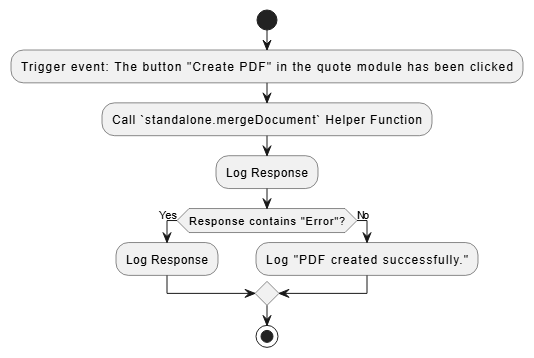 Trigger event: The button "Create PDF" in the quote module has been clicked
Call `standalone.mergeDocument` Helper Function
Log Response
Yes
Response contains "Error"?
No
Log Response
Log "PDF created successfully."